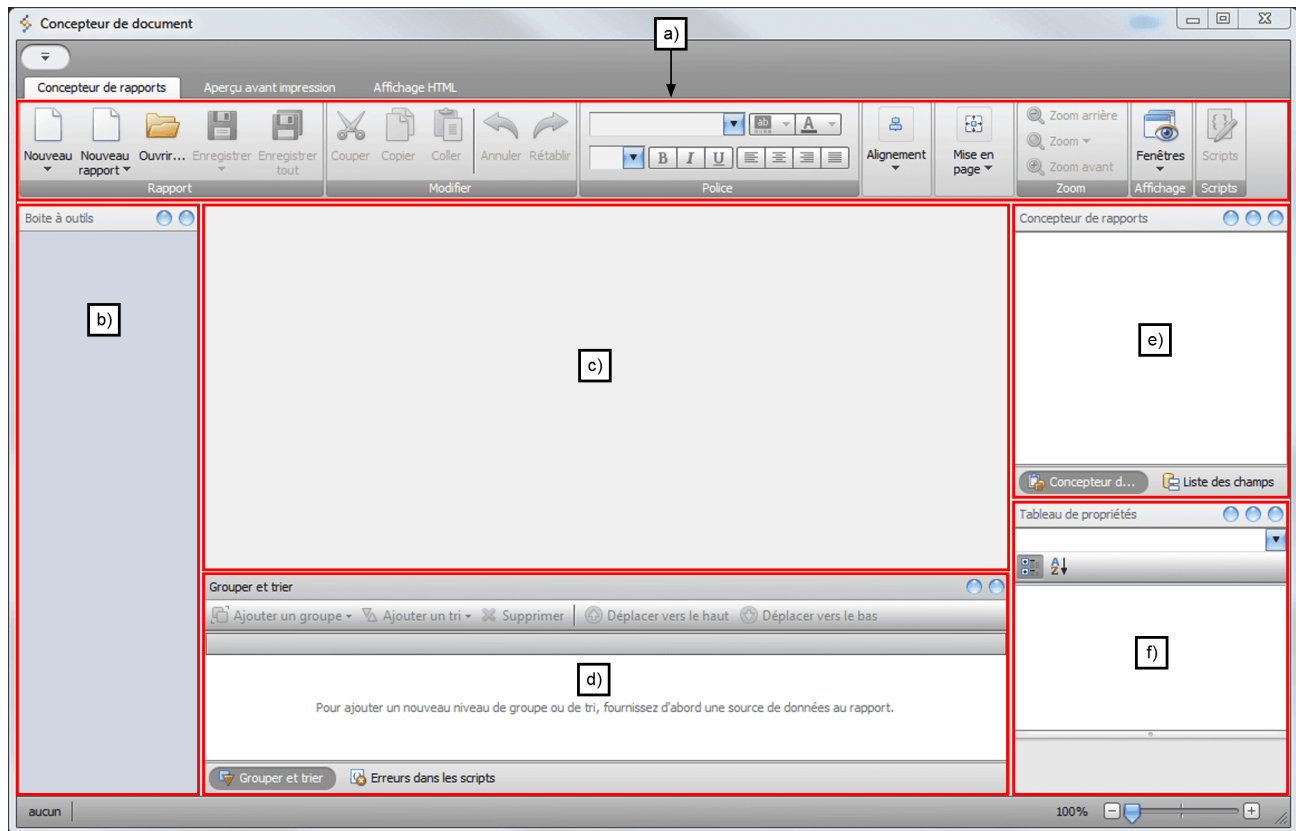 Concepteur de document
a)
Concepteur de rapports Aperçu avant impression Affichage HTML
Nouveau Nouveau rapport Ouvrir... Enregistrer Enregistrer tout
Rapport
Couper Copier Coller Annuler Rétablir
Modifier
ab A
B I U
Police
Alignement
Mise en page
Zoom arrière
Zoom
Zoom avant
Zoom
Fenêtres
Affichage
Scripts
Scripts
Boite à outils
b)
c)
Concepteur de rapports
e)
Concepteur d... Liste des champs
Tableau de propriétés
A Z
f)
Grouper et trier
Ajouter un groupe Ajouter un tri Supprimer Déplacer vers le haut Déplacer vers le bas
d)
Pour ajouter un nouveau niveau de groupe ou de tri, fournissez d'abord une source de données au rapport.
Grouper et trier Erreurs dans les scripts
aucun 100%